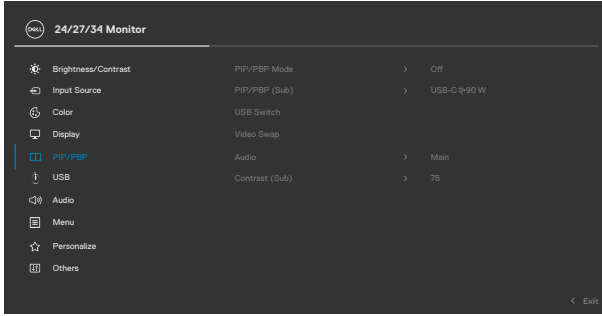 DELL 24/27/34 Monitor
Brightness/Contrast PIP/PBP Mode > Off
Input Source PIP/PBP (Sub) > USB-C 90 W
Color USB Switch
Display Video Swap
PIP/PBP Audio > Main
USB Contrast (Sub) > 75
Audio
Menu
Personalize
Others
< Exit